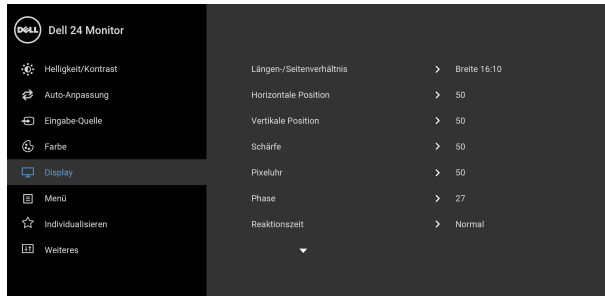 DELL Dell 24 Monitor
Helligkeit/Kontrast
Auto-Anpassung
Eingabe-Quelle
Farbe
Display
Menü
Individualisieren
Weiteres
Längen-/Seitenverhältnis Breite 16:10
Horizontale Position 50
Vertikale Position 50
Schärfe 50
Pixeluhr 50
Phase 27
Reaktionszeit Normal